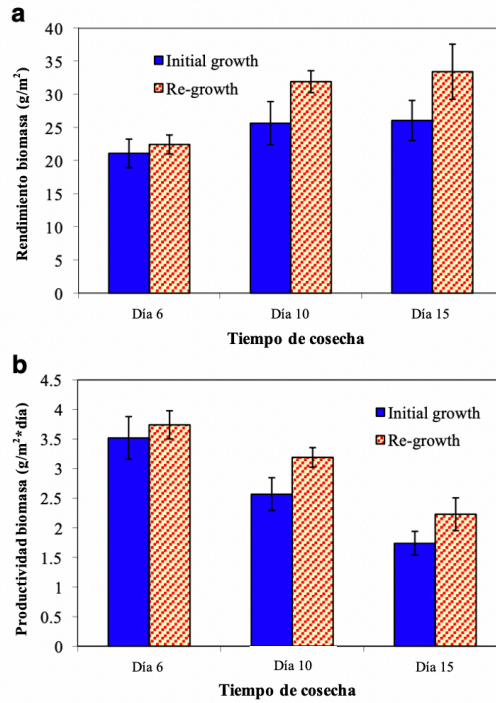 a
Rendimiento biomasa (g/m²)
40
35
30
25
20
15
10
5
0
Initial growth
Re-growth
Día 6
Día 10
Día 15
Tiempo de cosecha
b
Productividad biomasa (g/m²*día)
4.5
4
3.5
3
2.5
2
1.5
1
0.5
0
Initial growth
Re-growth
Día 6
Día 10
Día 15
Tiempo de cosecha